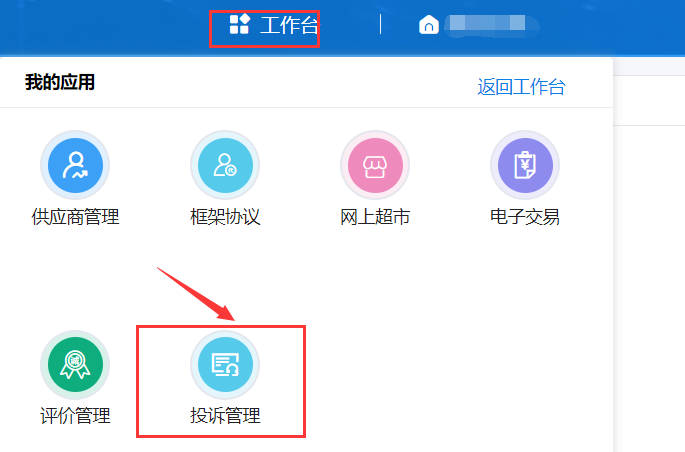 工作台
我的应用
返回工作台
供应商管理
框架协议
网上超市
电子交易
评价管理
投诉管理